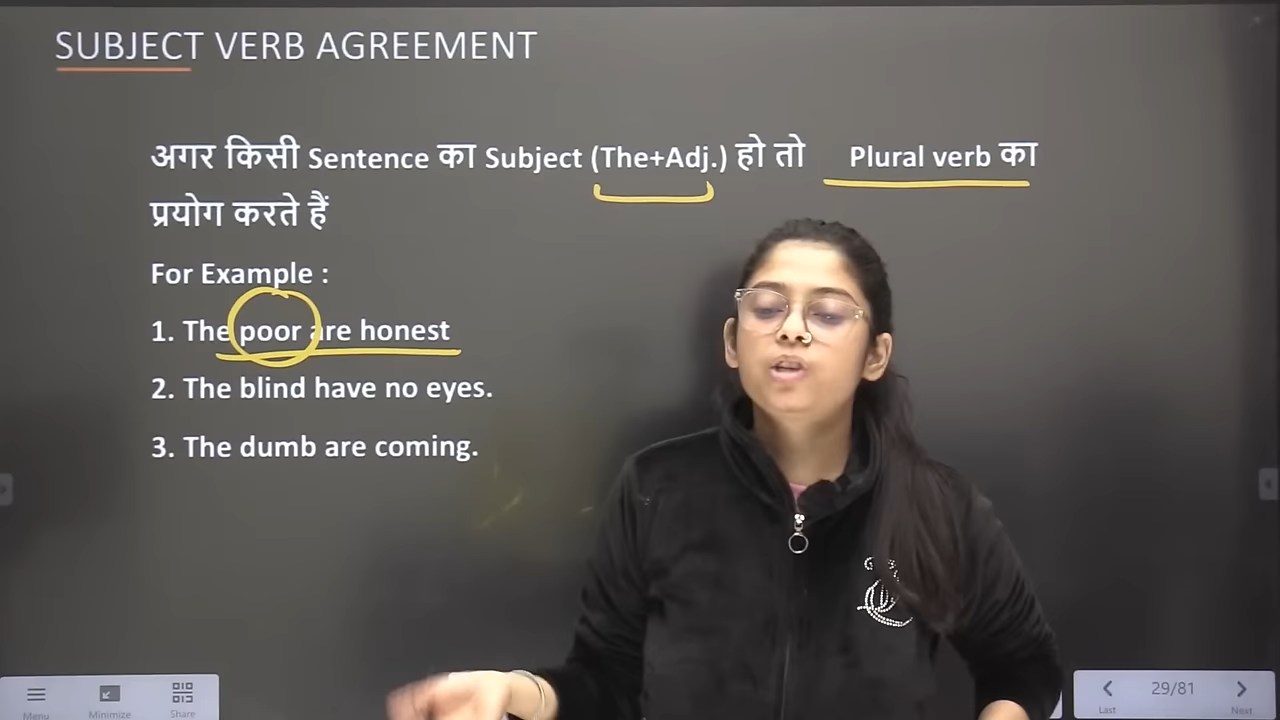 SUBJECT VERB AGREEMENT
अगर किसी Sentence का Subject (The+Adj.) हो तो Plural verb का
प्रयोग करते हैं
For Example :
1. The poor are honest
2. The blind have no eyes.
3. The dumb are coming.
Menu Minimize Share
29/81
Last Next